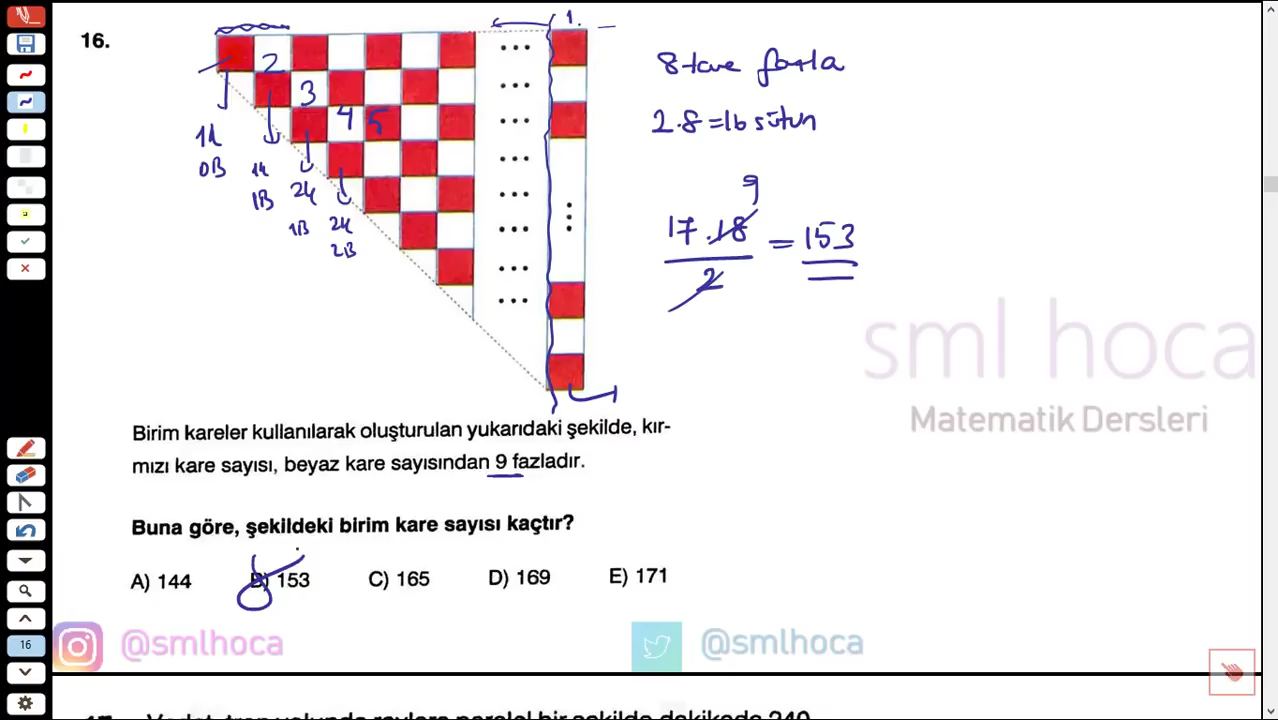 16.
1.
2
3
4 5
1K
0B
1K
1B
2K
1B
2K
2B
8 tane fazla
2.8=16 sütun
9
17.18 = 153
2
sml hoca
Matematik Dersleri
Birim kareler kullanılarak oluşturulan yukarıdaki şekilde, kır-
mızı kare sayısı, beyaz kare sayısından 9 fazladır.
Buna göre, şekildeki birim kare sayısı kaçtır?
A) 144 B) 153 C) 165 D) 169 E) 171
@smlhoca @smlhoca
16